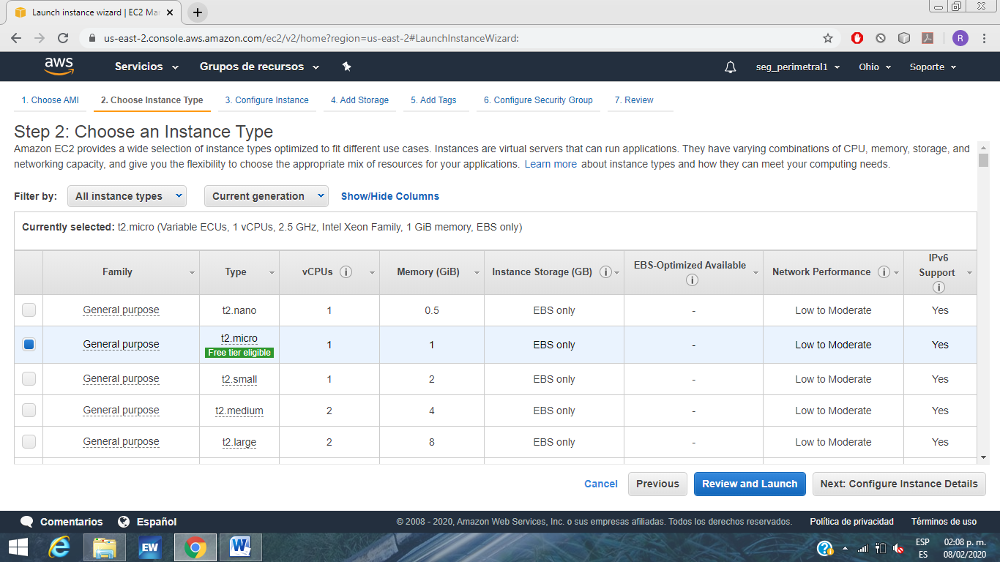 Launch instance wizard | EC2 Ma
us-east-2.console.aws.amazon.com/ec2/v2/home?region=us-east-2#LaunchInstanceWizard:
R
aws Servicios Grupos de recursos seg_perimetral1 Ohio Soporte
1. Choose AMI 2. Choose Instance Type 3. Configure Instance 4. Add Storage 5. Add Tags 6. Configure Security Group 7. Review
Step 2: Choose an Instance Type
Amazon EC2 provides a wide selection of instance types optimized to fit different use cases. Instances are virtual servers that can run applications. They have varying combinations of CPU, memory, storage, and
networking capacity, and give you the flexibility to choose the appropriate mix of resources for your applications. Learn more about instance types and how they can meet your computing needs.
Filter by: All instance types Current generation Show/Hide Columns
Currently selected: t2.micro (Variable ECUs, 1 vCPUs, 2.5 GHz, Intel Xeon Family, 1 GiB memory, EBS only)
Family Type vCPUs i Memory (GiB) Instance Storage (GB) i EBS-Optimized Available i Network Performance i IPv6 Support i
General purpose t2.nano 1 0.5 EBS only - Low to Moderate Yes
General purpose t2.micro 1 1 EBS only - Low to Moderate Yes
Free tier eligible
General purpose t2.small 1 2 EBS only - Low to Moderate Yes
General purpose t2.medium 2 4 EBS only - Low to Moderate Yes
General purpose t2.large 2 8 EBS only - Low to Moderate Yes
Cancel Previous Review and Launch Next: Configure Instance Details
Comentarios Español © 2008 - 2020, Amazon Web Services, Inc. o sus empresas afiliadas. Todos los derechos reservados. Política de privacidad Términos de uso
EW
ESP 02:08 p. m.
ES 08/02/2020